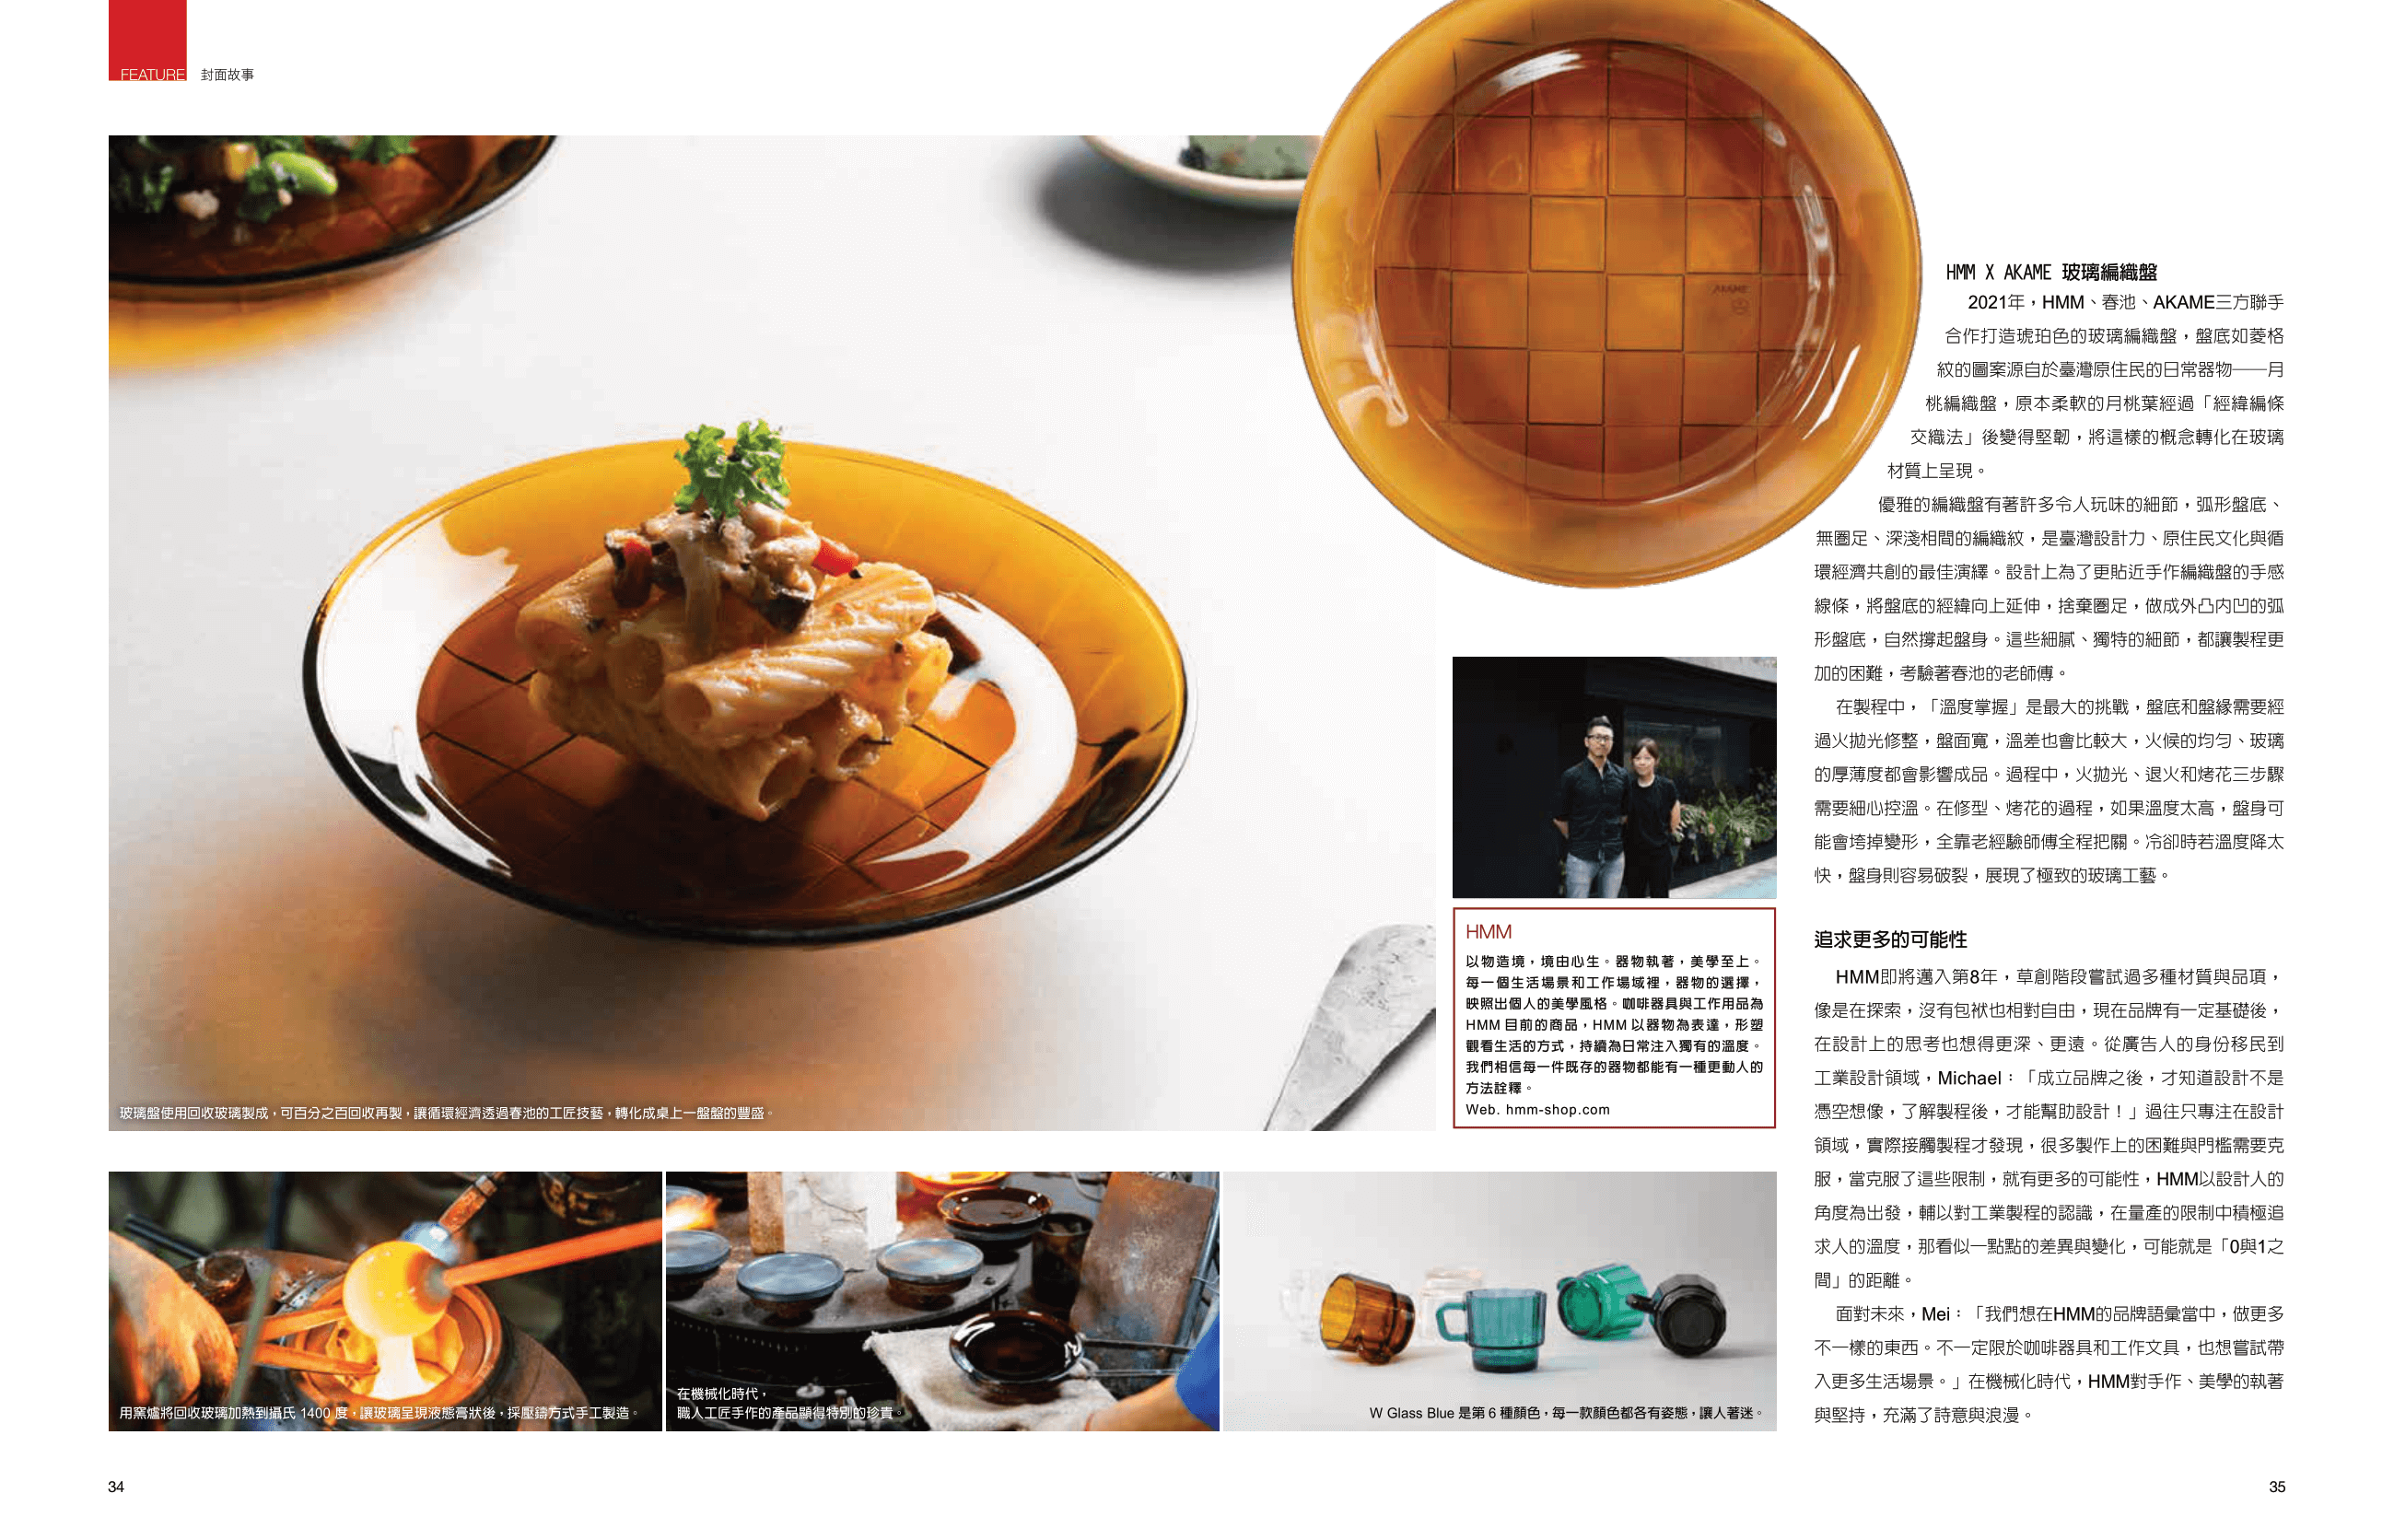 FEATURE 封面故事
HMM X AKAME 玻璃編織盤
2021年，HMM、春池、AKAME三方聯手
合作打造琥珀色的玻璃編織盤，盤底如菱格
紋的圖案源自於臺灣原住民的日常器物——月
桃編織盤，原本柔軟的月桃葉經過「經緯編條
交織法」後變得堅韌，將這樣的概念轉化在玻璃
材質上呈現。
優雅的編織盤有著許多令人玩味的細節，弧形盤底、
無圈足、深淺相間的編織紋，是臺灣設計力、原住民文化與循
環經濟共創的最佳演繹。設計上為了更貼近手作編織盤的手感
線條，將盤底的經緯向上延伸，捨棄圈足，做成外凸內凹的弧
形盤底，自然撐起盤身。這些細膩、獨特的細節，都讓製程更
加的困難，考驗著春池的老師傅。
在製程中，「溫度掌握」是最大的挑戰，盤底和盤緣需要經
過火拋光修整，盤面寬，溫差也會比較大，火候的均勻、玻璃
的厚薄度都會影響成品。過程中，火拋光、退火和烤花三步驟
需要細心控溫。在修型、烤花的過程，如果溫度太高，盤身可
能會垮掉變形，全靠老經驗師傅全程把關。冷卻時若溫度降太
快，盤身則容易破裂，展現了極致的玻璃工藝。
追求更多的可能性
HMM即將邁入第8年，草創階段嘗試過多種材質與品項，
像是在探索，沒有包袱也相對自由，現在品牌有一定基礎後，
在設計上的思考也想得更深、更遠。從廣告人的身份移民到
工業設計領域，Michael：「成立品牌之後，才知道設計不是
憑空想像，了解製程後，才能幫助設計！」過往只專注在設計
領域，實際接觸製程才發現，很多製作上的困難與門檻需要克
服，當克服了這些限制，就有更多的可能性，HMM以設計人的
角度為出發，輔以對工業製程的認識，在量產的限制中積極追
求人的溫度，那看似一點點的差異與變化，可能就是「0與1之
間」的距離。
面對未來，Mei：「我們想在HMM的品牌語彙當中，做更多
不一樣的東西。不一定限於咖啡器具和工作文具，也想嘗試帶
入更多生活場景。」在機械化時代，HMM對手作、美學的執著
與堅持，充滿了詩意與浪漫。
HMM
以物造境，境由心生。器物執著，美學至上。
每一個生活場景和工作場域裡，器物的選擇，
映照出個人的美學風格。咖啡器具與工作用品為
HMM 目前的商品，HMM 以器物為表達，形塑
觀看生活的方式，持續為日常注入獨有的溫度。
我們相信每一件既存的器物都能有一種更動人的
方法詮釋。
Web. hmm-shop.com
玻璃盤使用回收玻璃製成，可百分之百回收再製，讓循環經濟透過春池的工匠技藝，轉化成桌上一盤盤的豐盛。
用窯爐將回收玻璃加熱到攝氏 1400 度，讓玻璃呈現液態膏狀後，採壓鑄方式手工製造。
在機械化時代，
職人工匠手作的產品顯得特別的珍貴。
W Glass Blue 是第 6 種顏色，每一款顏色都各有姿態，讓人著迷。
AKAME
34
35